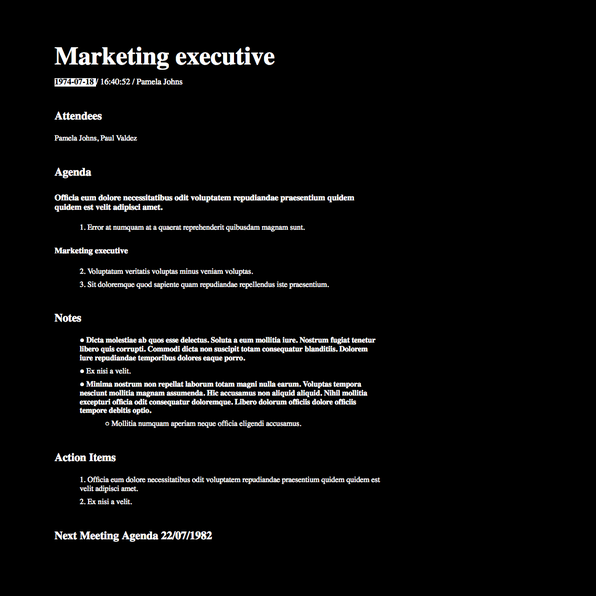 Marketing executive
1974-07-18 / 16:40:52 / Pamela Johns
Attendees
Pamela Johns, Paul Valdez
Agenda
Officia eum dolore necessitatibus odit voluptatem repudiandae praesentium quidem
quidem est velit adipisci amet.
1. Error at numquam at a quaerat reprehenderit quibusdam magnam sunt.
Marketing executive
2. Voluptatum veritatis voluptas minus veniam voluptas.
3. Sit doloremque quod sapiente quam repudiandae repellendus iste praesentium.
Notes
● Dicta molestiae ab quos esse delectus. Soluta a eum mollitia iure. Nostrum fugiat tenetur
libero quis corrupti. Commodi dicta non suscipit totam consequatur blanditiis. Dolorem
iure repudiandae temporibus dolores eaque porro.
● Ex nisi a velit.
● Minima nostrum non repellat laborum totam magni nulla earum. Voluptas tempora
nesciunt mollitia magnam assumenda. Hic accusamus non aliquid aliquid. Nihil mollitia
excepturi officia odit consequatur doloremque. Libero dolorum officiis dolore officiis
tempore debitis optio.
○ Mollitia numquam aperiam neque officia eligendi accusamus.
Action Items
1. Officia eum dolore necessitatibus odit voluptatem repudiandae praesentium quidem quidem est
velit adipisci amet.
2. Ex nisi a velit.
Next Meeting Agenda 22/07/1982